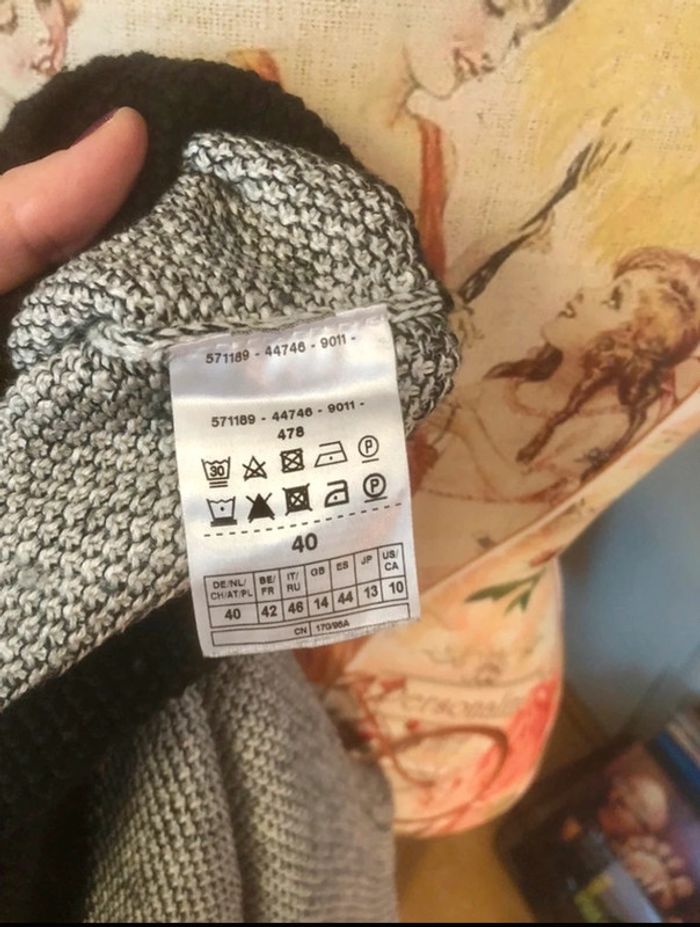 571189 - 44746 - 9011 -
571189 - 44746 - 9011 -
478
30 P
P
40
DE/NL/ CH/AT/PL BE/ FR IT/ RU GB ES JP US/ CA
40 42 46 14 44 13 10
CN 170/96A